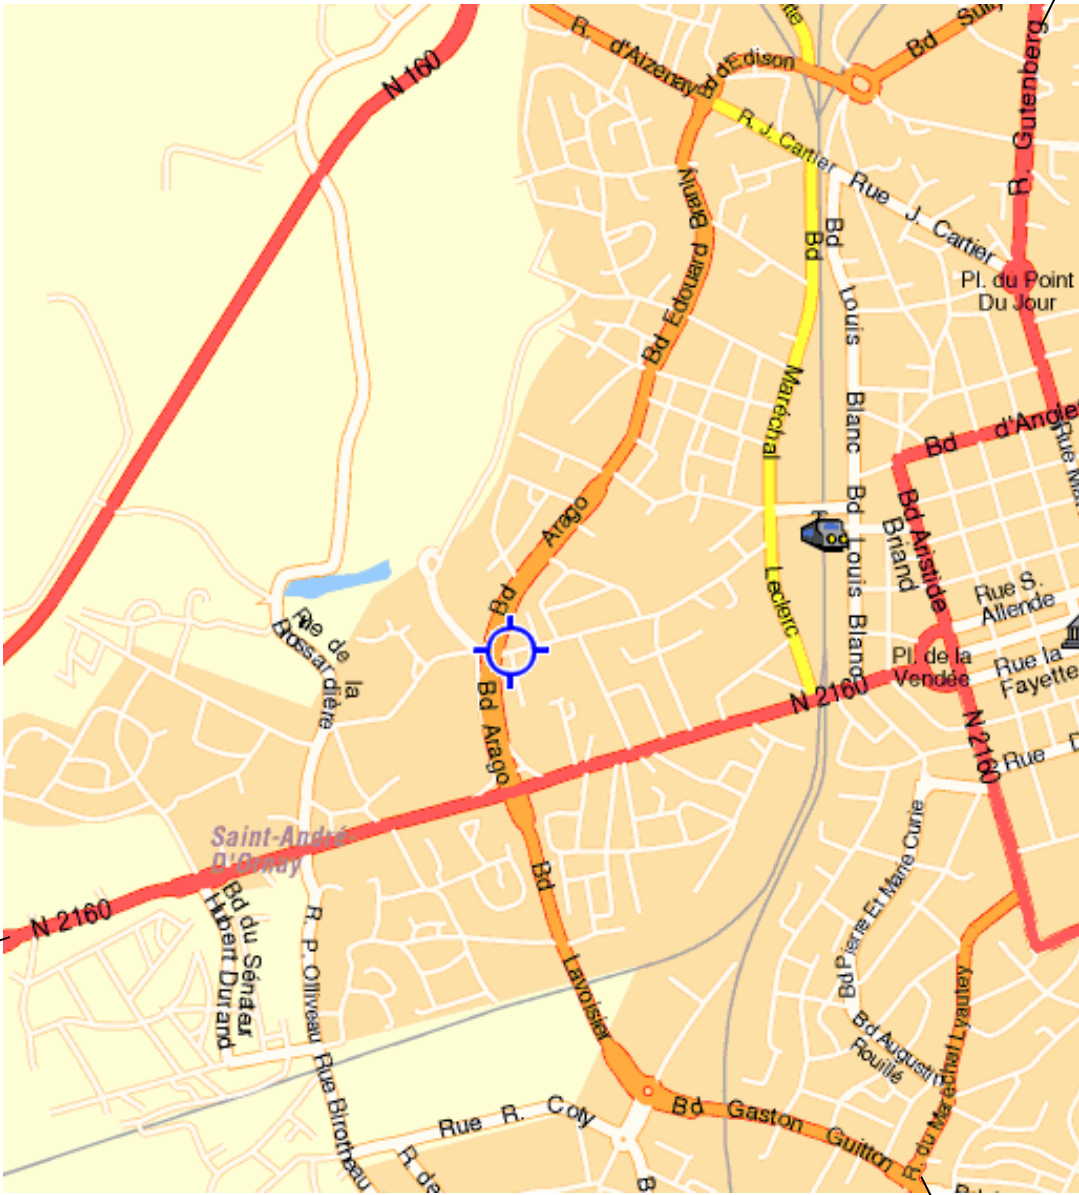 N 160
R. d'Aizenay
Bd d'Edison
Bd Sully
R. Gutenberg
R. J. Cartier
Rue J. Cartier
Bd Edouard Branly
Bd
Bd
Pl. du Point
Du Jour
Louis
Maréchal
Blanc
Bd d'Angle
Rue
Bd Arago
Bd Louis Blanc
Bd Aristide
Briand
Leclerc
Rue S.
Allende
Rue de la
Brossardière
Pl. de la
Vendée
Rue la
Fayette
Bd Arago
N 2160
N 2160
Rue
Saint-André-
D'Ornay
Bd Pierre Et Marie Curie
N 2160
Bd du Sénateur
Hubert Durand
R. P. Olliveau
Bd Lavoisier
R. du Maréchal Lyautey
Bd Augustin
Rouillé
Rue Birotheau
Rue R. Coty
Bd Gaston Guitton
R. de
B